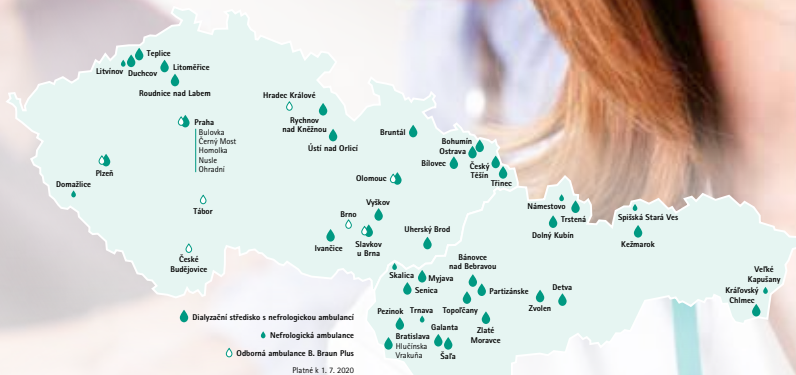 Teplice
Litvínov
Duchcov
Litoměřice
Roudnice nad Labem
Hradec Králové
Rychnov
nad Kněžnou
Ústí nad Orlicí
Praha
Bulovka
Černý Most
Homolka
Nusle
Ohradní
Plzeň
Domažlice
Tábor
České
Budějovice
Bruntál
Bohumín
Ostrava
Bílovec
Český
Těšín
Třinec
Olomouc
Vyškov
Brno
Ivančice
Slavkov
u Brna
Uherský Brod
Námestovo
Trstená
Dolný Kubín
Spišská Stará Ves
Kežmarok
Veľké
Kapušany
Kráľovský
Chlmec
Bánovce
nad Bebravou
Skalica
Myjava
Senica
Partizánske
Topoľčany
Zvolen
Detva
Pezinok
Trnava
Galanta
Zlaté
Moravce
Bratislava
Hlučínska
Vrakuňa
Šaľa
Dialyzační středisko s nefrologickou ambulancí
Nefrologická ambulance
Odborná ambulance B. Braun Plus
Platné k 1. 7. 2020